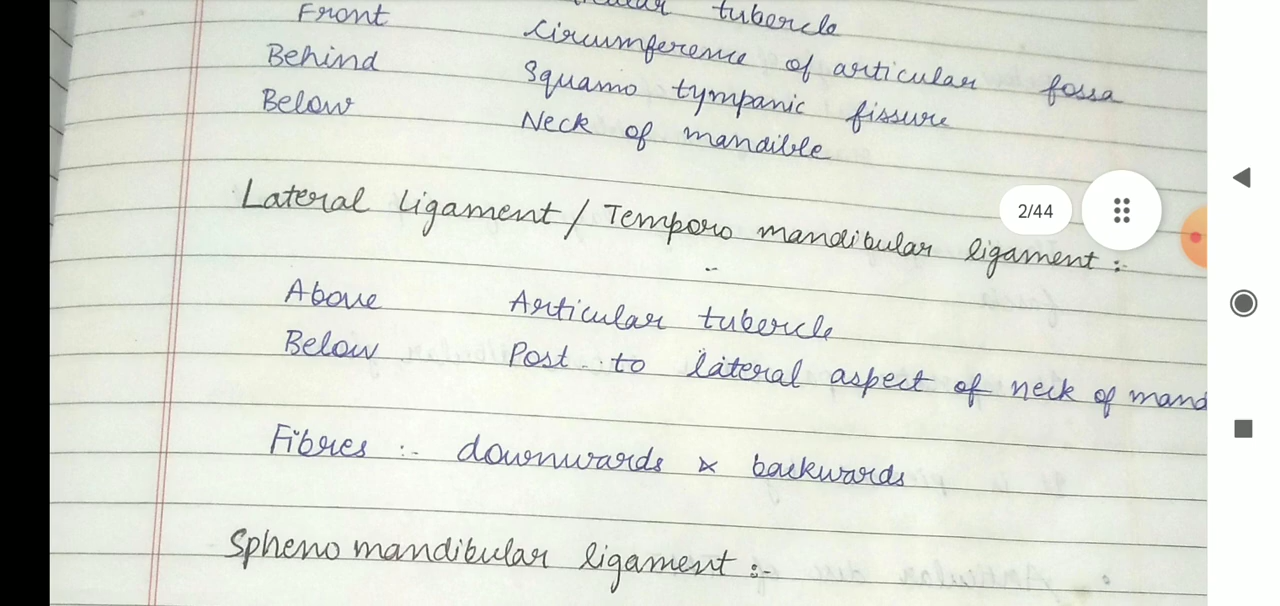 tubercle
Front
Circumference of articular fossa
Behind Squamo tympanic fissure
Below Neck of mandible
Lateral Ligament / Temporo mandibular ligament :-
2/44
Above Articular tubercle
Below Post. to lateral aspect of neck of mand
Fibres :- downwards & backwards
Spheno mandibular ligament :-